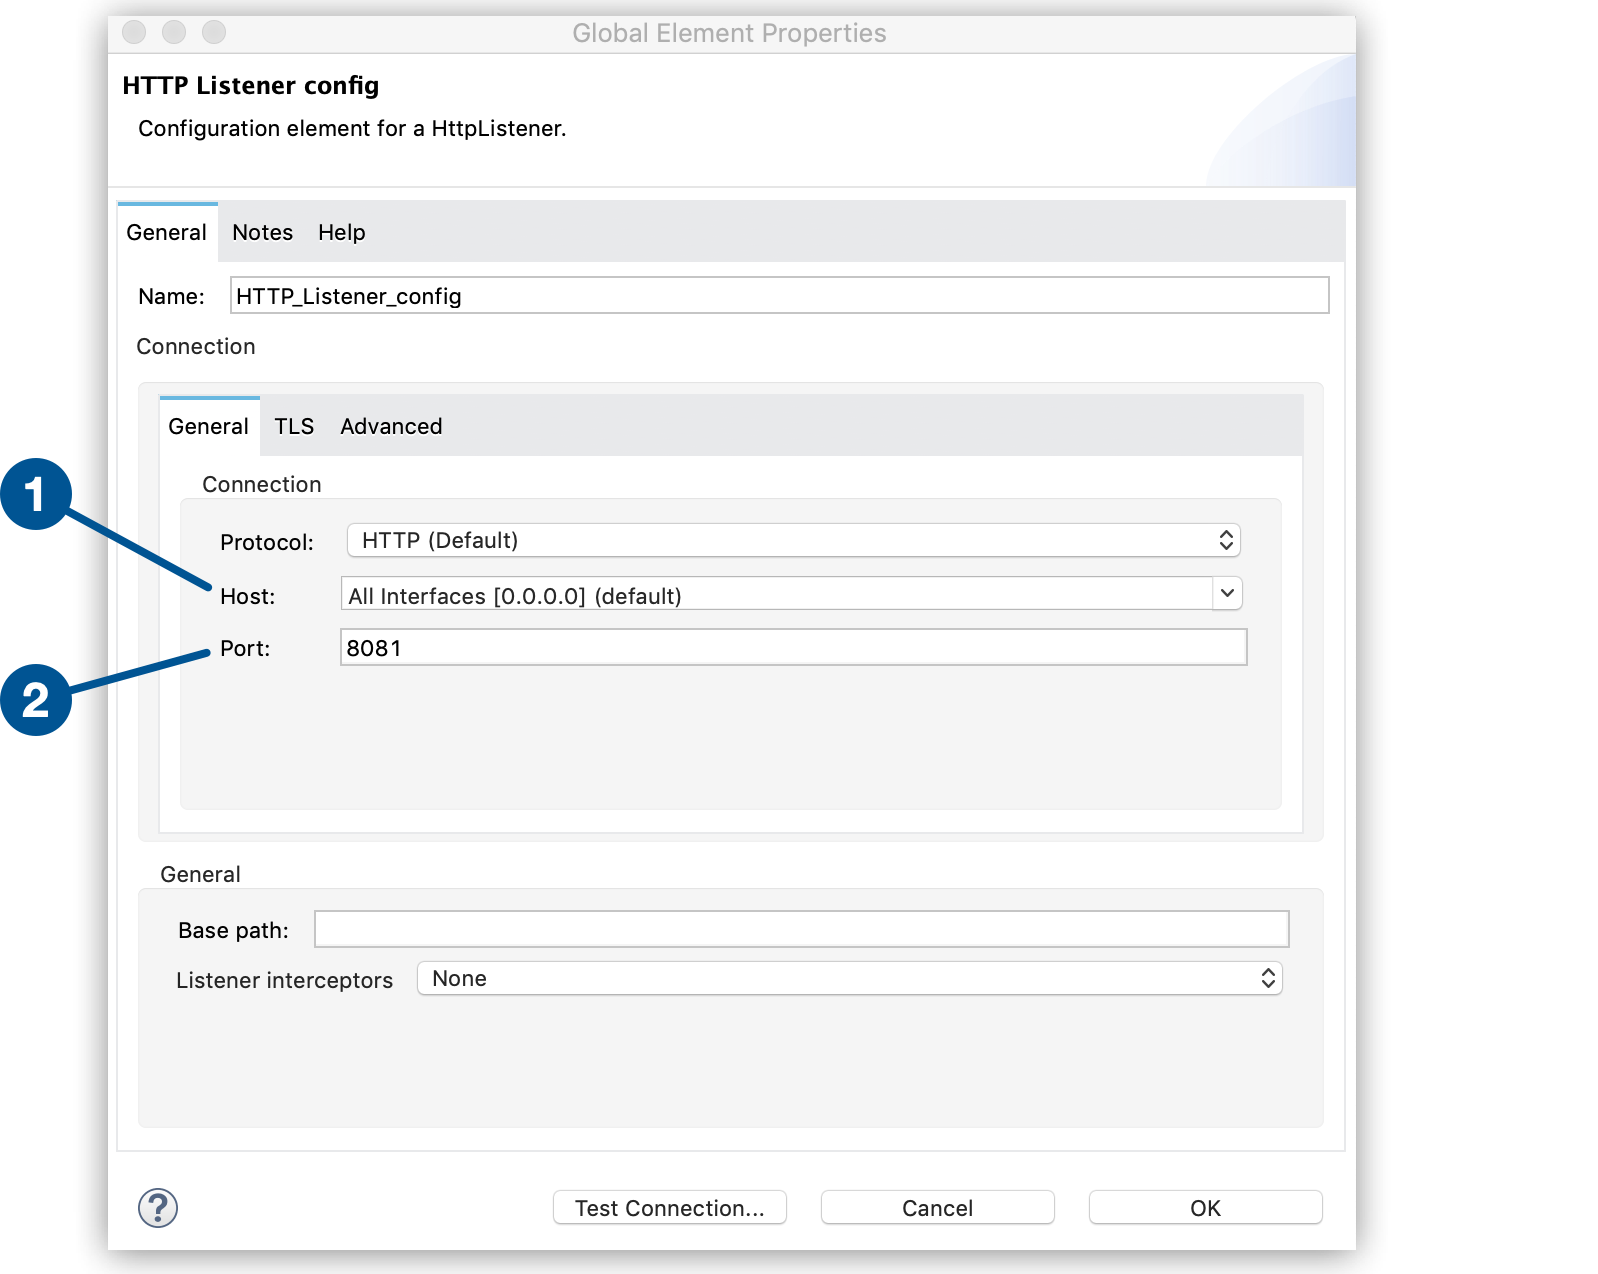 Global Element Properties
HTTP Listener config
Configuration element for a HttpListener.
General Notes Help
Name: HTTP_Listener_config
Connection
General TLS Advanced
Connection
1
Protocol: HTTP (Default)
Host: All Interfaces [0.0.0.0] (default)
Port: 8081
2
General
Base path:
Listener interceptors None
? Test Connection... Cancel OK